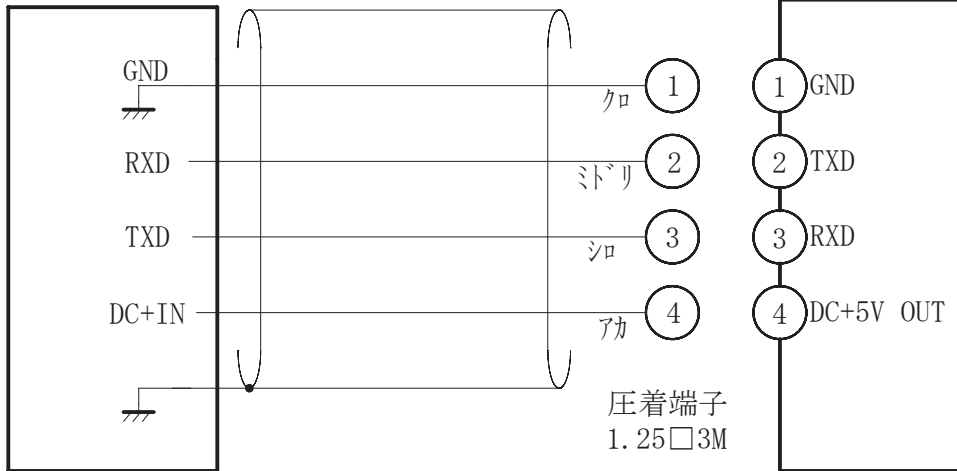 GND ① ① GND
クロ
RXD ② ② TXD
ミドリ
TXD ③ ③ RXD
シロ
DC+IN ④ ④ DC+5V OUT
アカ
圧着端子
1.25□3M